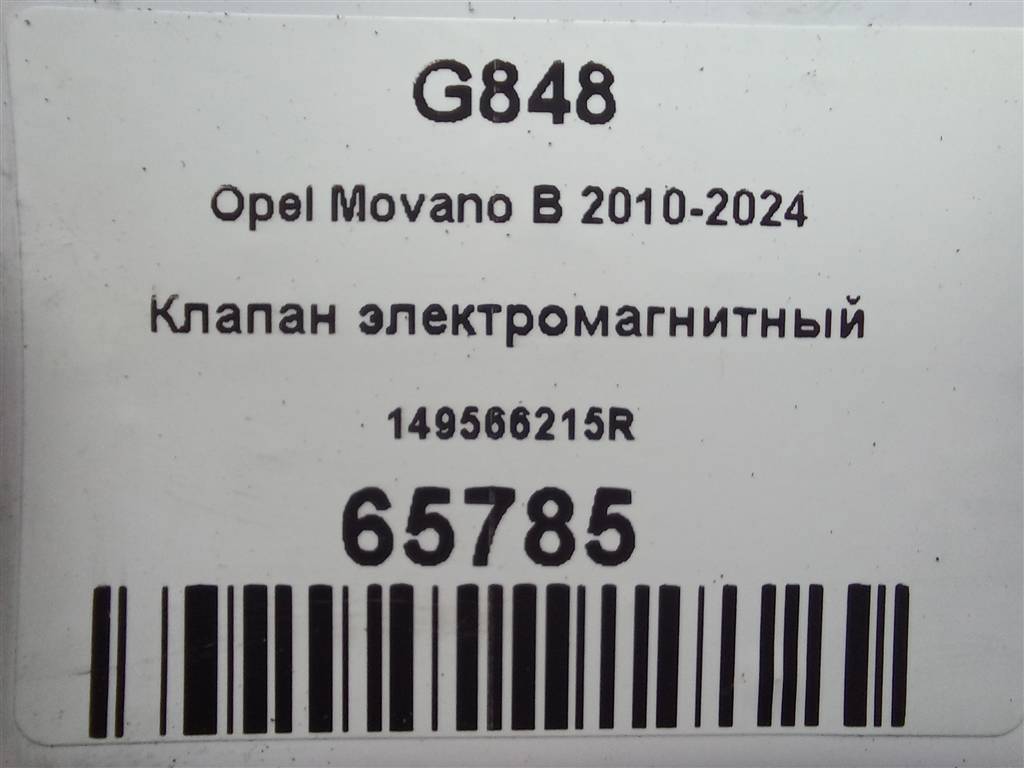 G848
Opel Movano B 2010-2024
Клапан электромагнитный
149566215R
65785